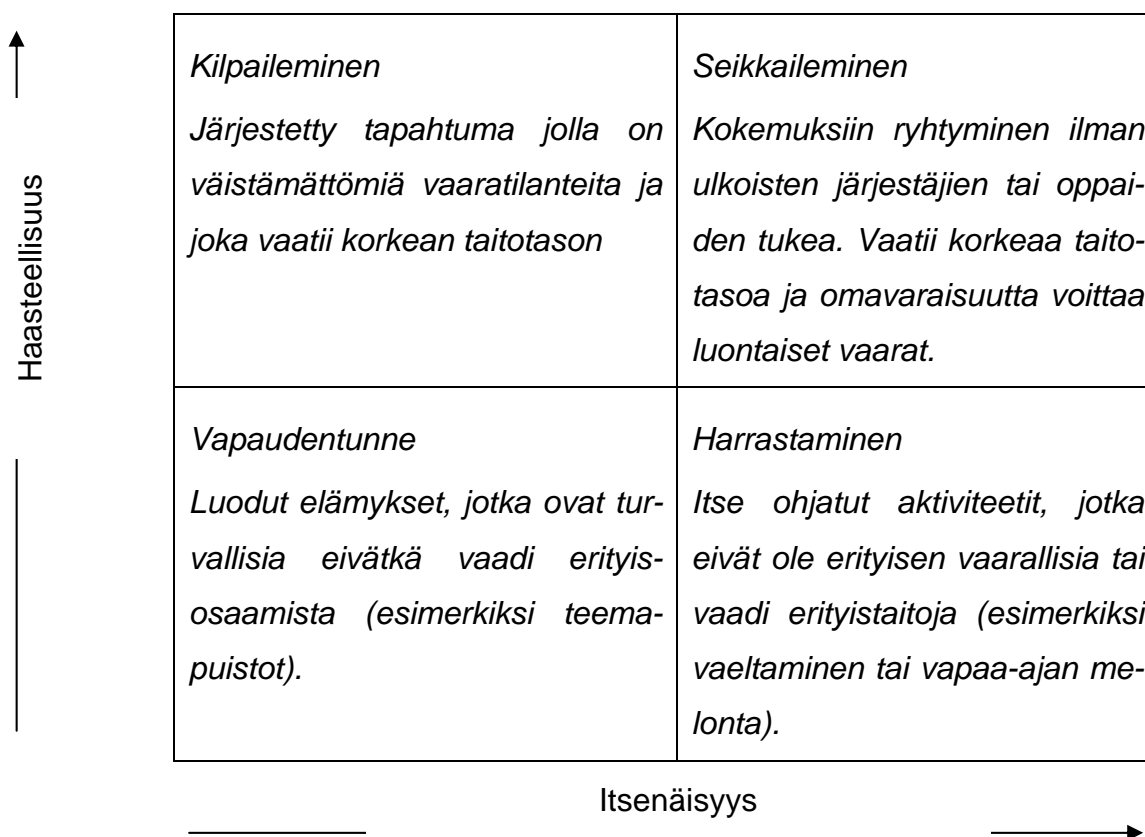 Haasteellisuus
Kilpaileminen
Järjestetty tapahtuma jolla on
väistämättömiä vaaratilanteita ja
joka vaatii korkean taitotason
Seikkaileminen
Kokemuksiin ryhtyminen ilman
ulkoisten järjestäjien tai oppai-
den tukea. Vaatii korkeaa taito-
tasoa ja omavaraisuutta voittaa
luontaiset vaarat.
Vapaudentunne
Luodut elämykset, jotka ovat tur-
vallisia eivätkä vaadi erityis-
osaamista (esimerkiksi teema-
puistot).
Harrastaminen
Itse ohjatut aktiviteetit, jotka
eivät ole erityisen vaarallisia tai
vaadi erityistaitoja (esimerkiksi
vaeltaminen tai vapaa-ajan me-
lonta).
Itsenäisyys